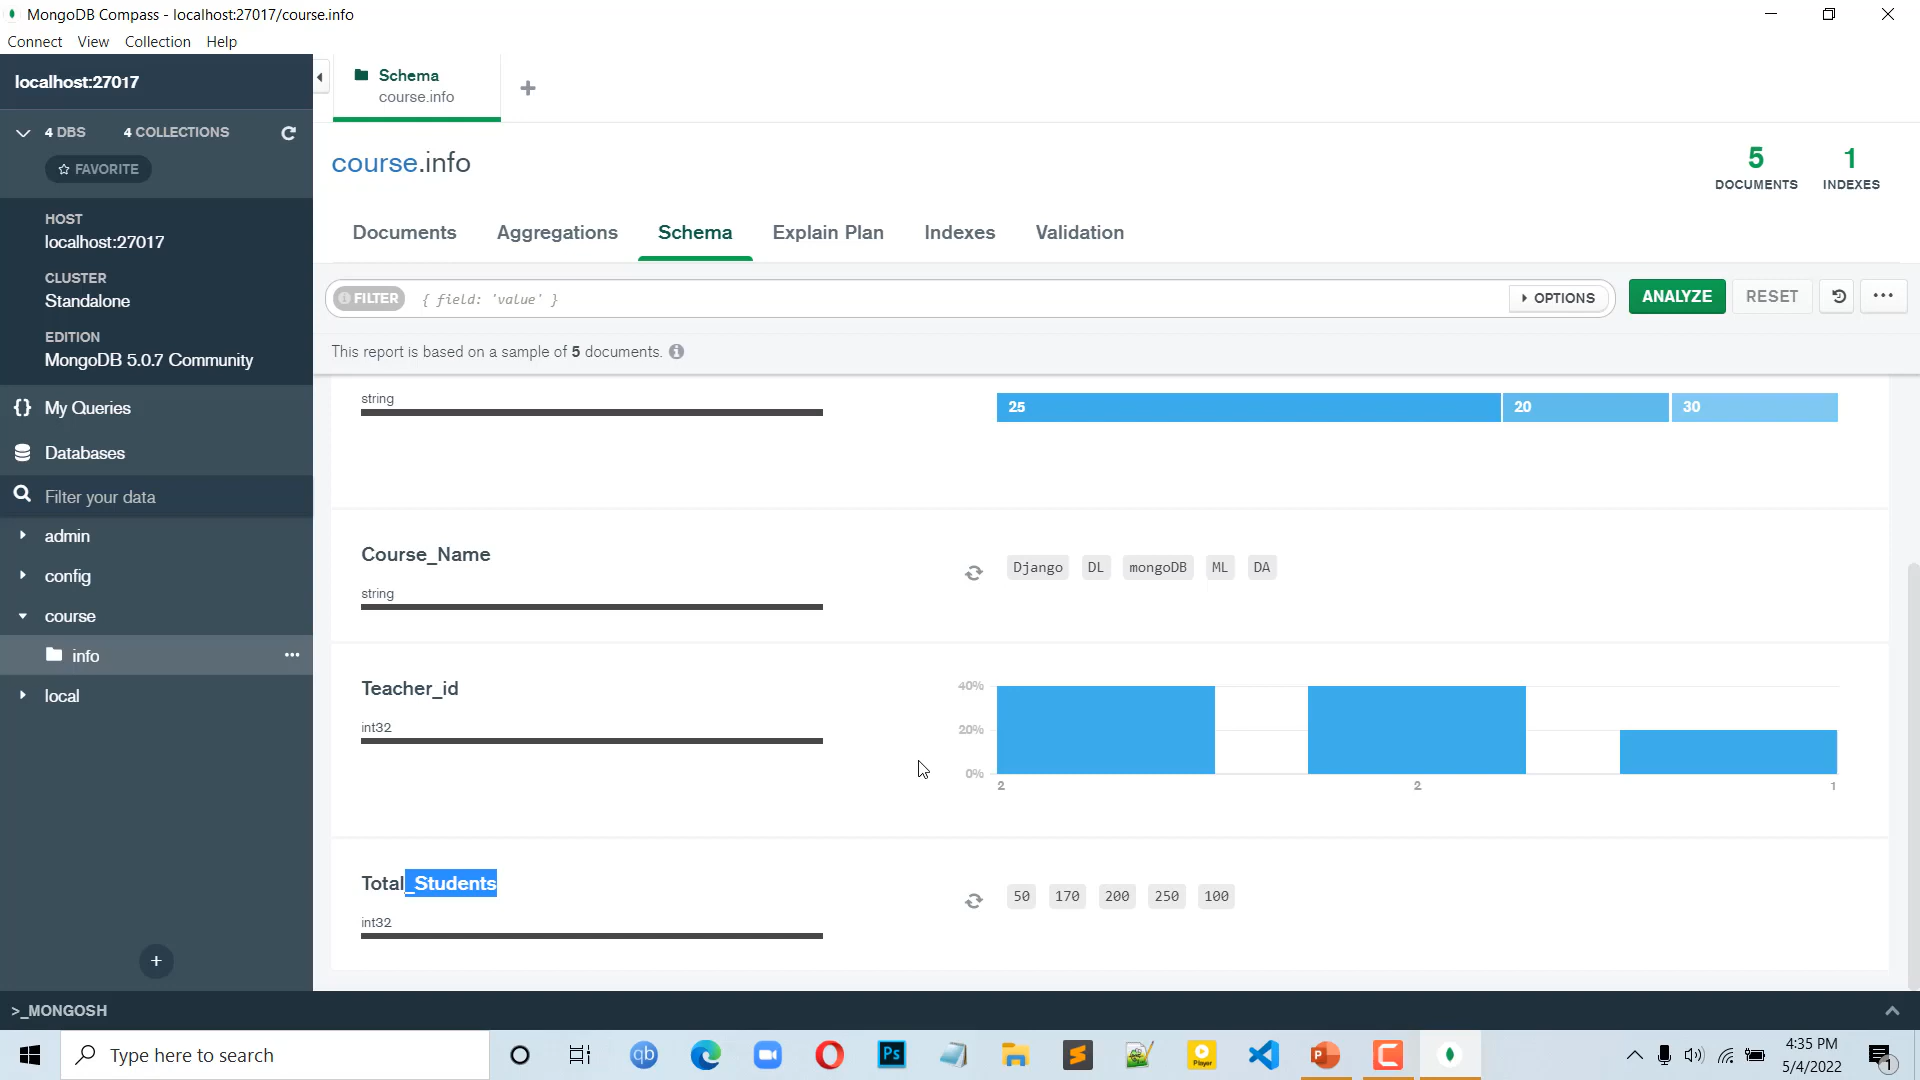 MongoDB Compass - localhost:27017/course.info
Connect View Collection Help
localhost:27017
4 DBS 4 COLLECTIONS
FAVORITE
HOST
localhost:27017
CLUSTER
Standalone
EDITION
MongoDB 5.0.7 Community
{} My Queries
Databases
Filter your data
admin
config
course
info
local
Schema
course.info
course.info
5
DOCUMENTS
1
INDEXES
Documents Aggregations Schema Explain Plan Indexes Validation
FILTER { field: 'value' } OPTIONS ANALYZE RESET
This report is based on a sample of 5 documents.
string
25 20 30
Course_Name
string
Django DL mongoDB ML DA
Teacher_id
int32
40%
20%
0%
2 2 1
Total_Students
int32
50 170 200 250 100
>_MONGOSH
Type here to search
qb
Ps
Player
P
4:35 PM
5/4/2022
1